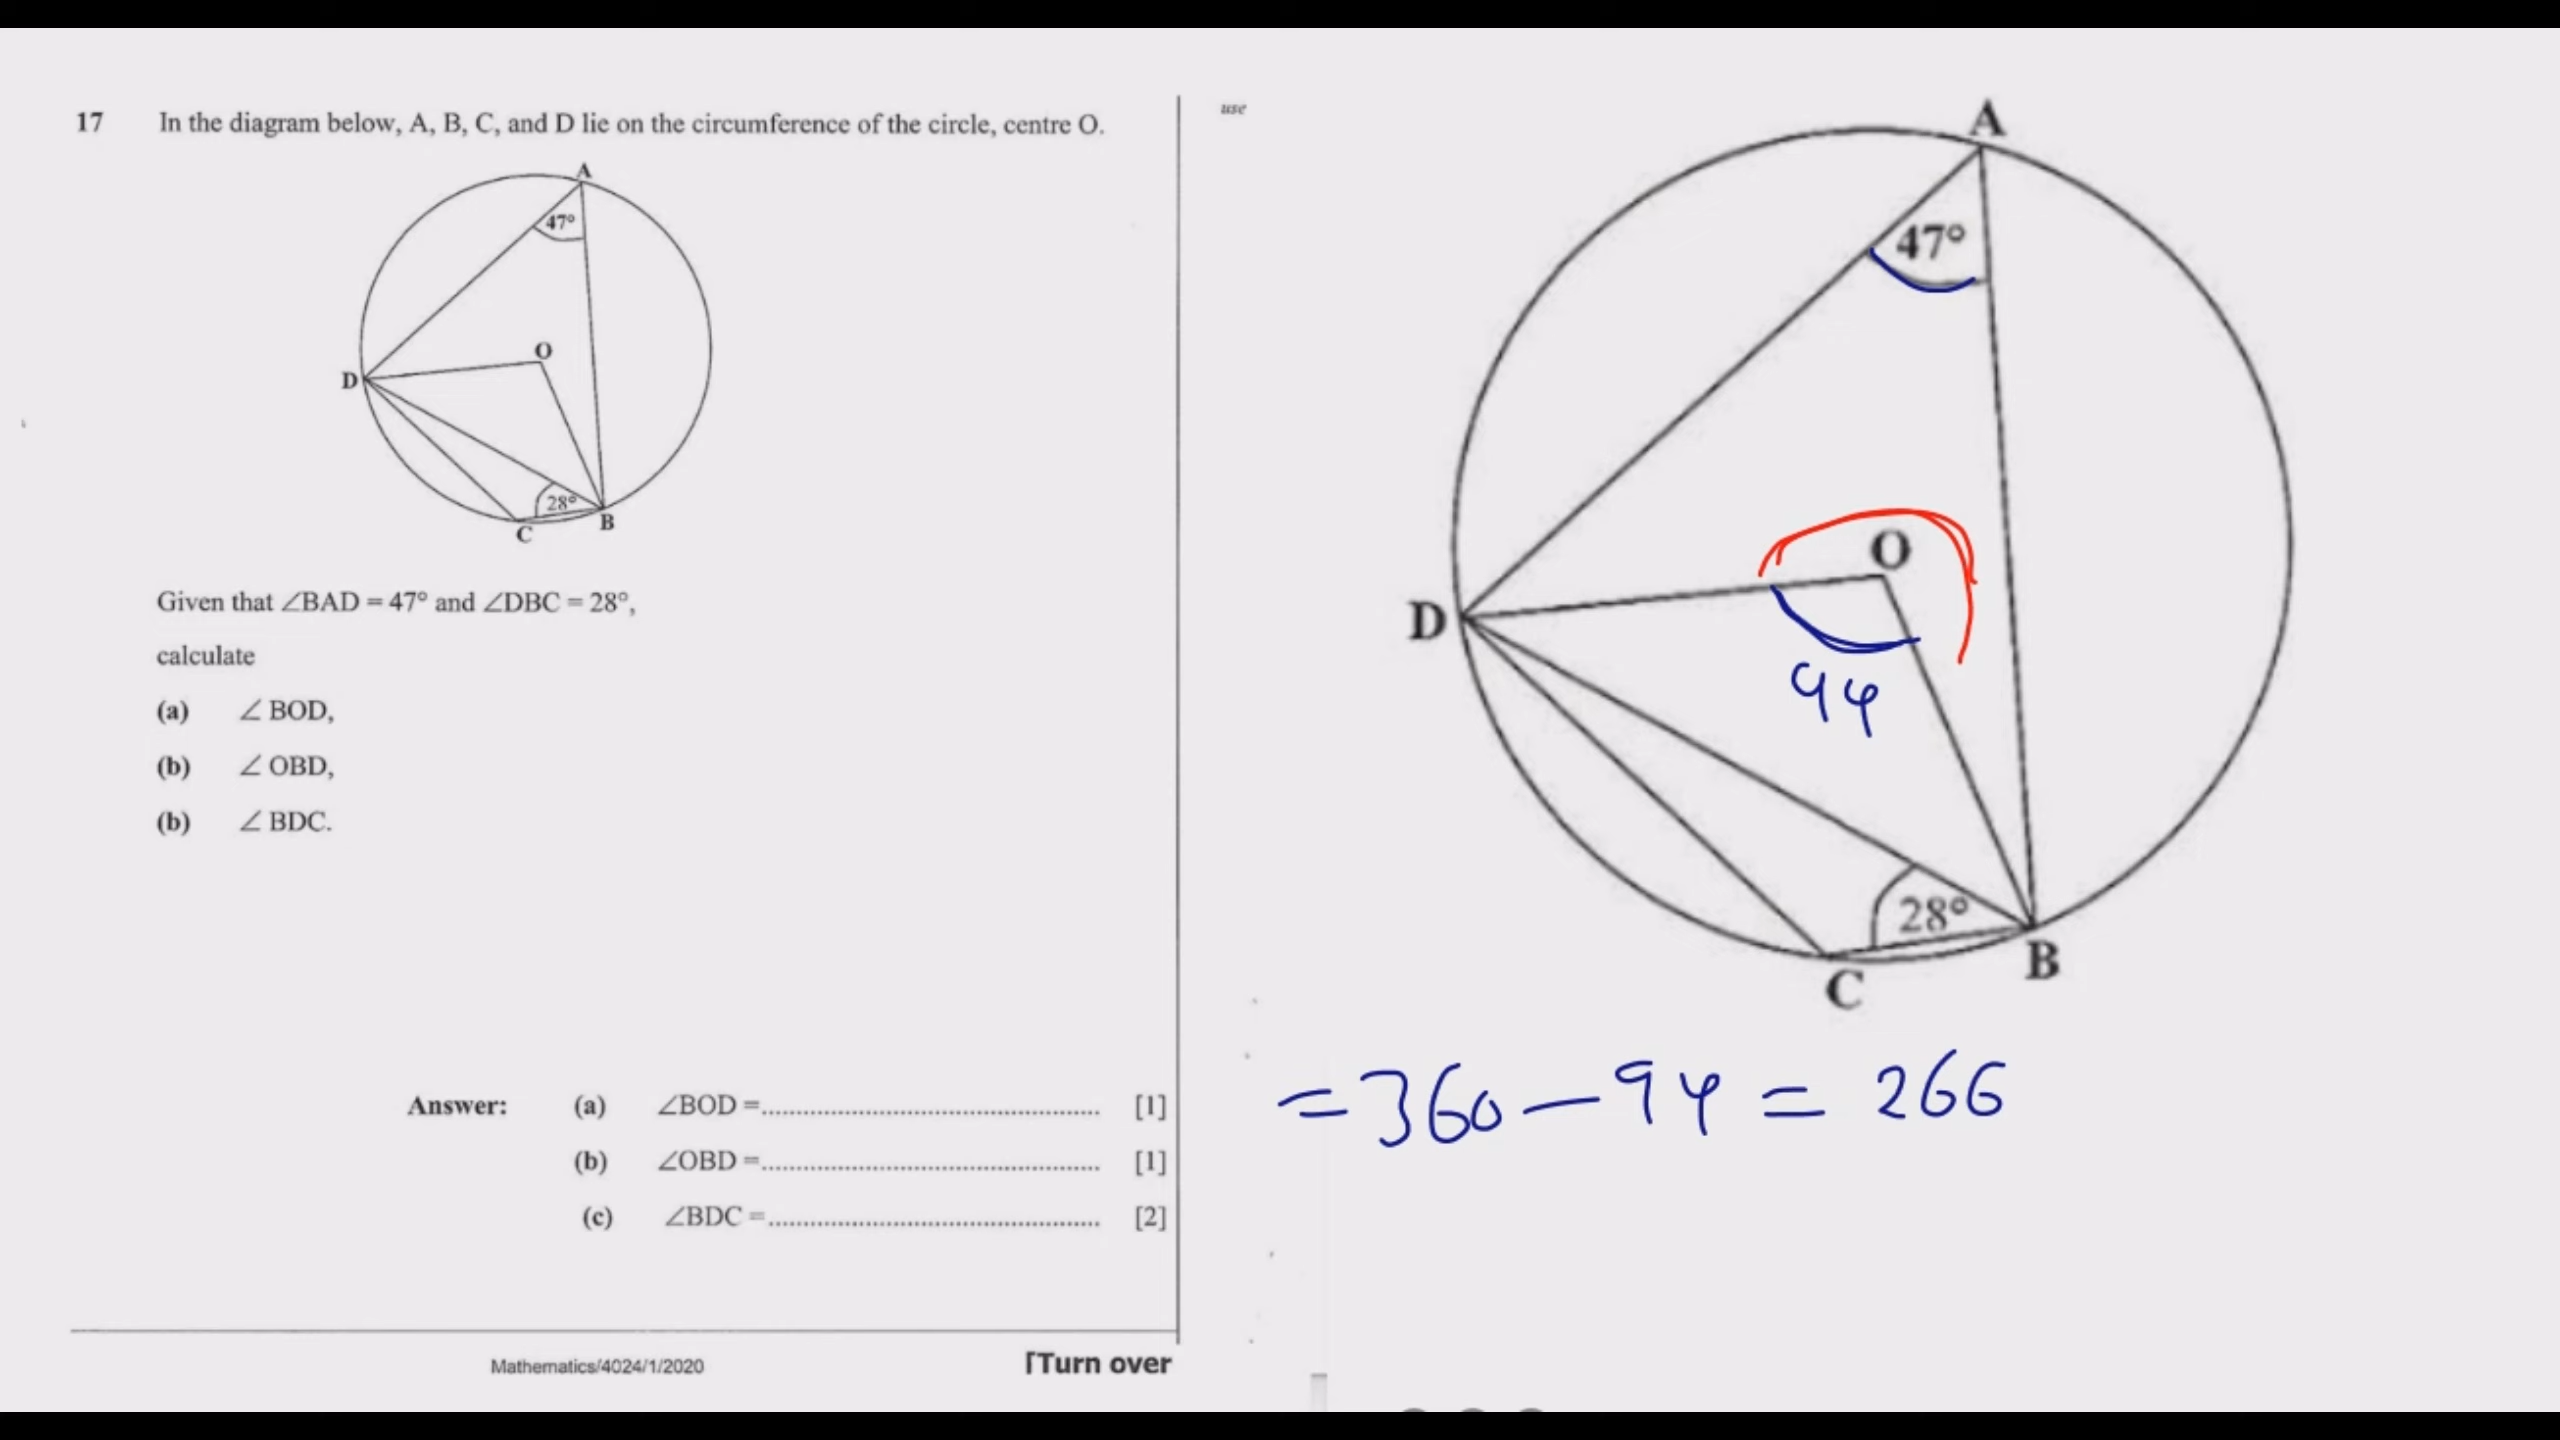 17 In the diagram below, A, B, C, and D lie on the circumference of the circle, centre O.
A
47°
O
D
28°
C
B
Given that ∠BAD = 47° and ∠DBC = 28°,
calculate
(a) ∠ BOD,
(b) ∠ OBD,
(b) ∠ BDC.
Answer: (a) ∠BOD =.................................................. [1]
(b) ∠OBD =.................................................. [1]
(c) ∠BDC =.................................................. [2]
Mathematics/4024/1/2020
[Turn over
use
A
47°
O
D
94
28°
B
C
= 360 – 94 = 266